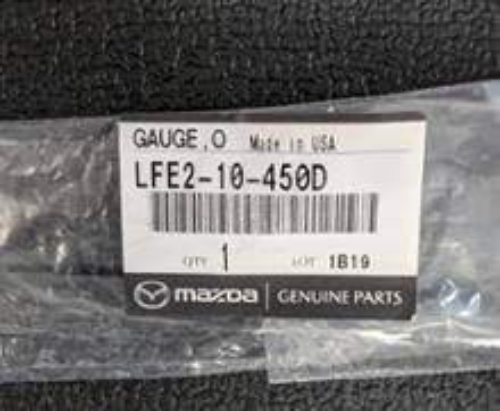 GAUGE,O Made in USA
LFE2-10-450D
QTY 1 LOT 1B19
mazda GENUINE PARTS